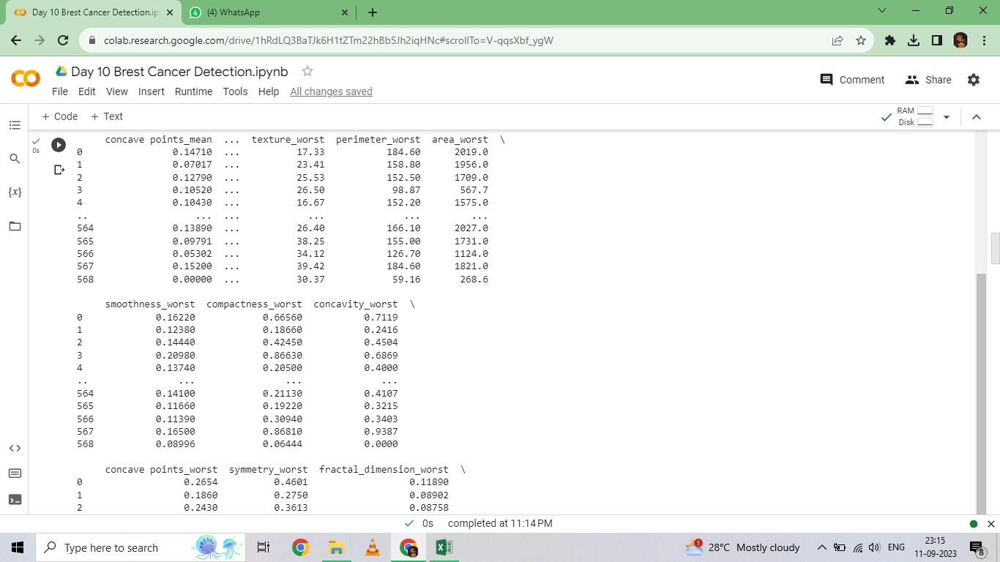 Day 10 Brest Cancer Detection.ip
(4) WhatsApp
colab.research.google.com/drive/1hRdLQ3BaTJk6H1tZTm22hBb5Jh2iqHNc#scrollTo=V-qqsXbf_ygW
Day 10 Brest Cancer Detection.ipynb
Comment Share
File Edit View Insert Runtime Tools Help All changes saved
+ Code + Text
RAM
Disk
0s
concave points_mean ... texture_worst perimeter_worst area_worst \
0 0.14710 ... 17.33 184.60 2019.0
1 0.07017 ... 23.41 158.80 1956.0
2 0.12790 ... 25.53 152.50 1709.0
3 0.10520 ... 26.50 98.87 567.7
4 0.10430 ... 16.67 152.20 1575.0
.. ... ... ... ... ...
564 0.13890 ... 26.40 166.10 2027.0
565 0.09791 ... 38.25 155.00 1731.0
566 0.05302 ... 34.12 126.70 1124.0
567 0.15200 ... 39.42 184.60 1821.0
568 0.00000 ... 30.37 59.16 268.6
smoothness_worst compactness_worst concavity_worst \
0 0.16220 0.66560 0.7119
1 0.12380 0.18660 0.2416
2 0.14440 0.42450 0.4504
3 0.20980 0.86630 0.6869
4 0.13740 0.20500 0.4000
.. ... ... ...
564 0.14100 0.21130 0.4107
565 0.11660 0.19220 0.3215
566 0.11390 0.30940 0.3403
567 0.16500 0.86810 0.9387
568 0.08996 0.06444 0.0000
concave points_worst symmetry_worst fractal_dimension_worst \
0 0.2654 0.4601 0.11890
1 0.1860 0.2750 0.08902
2 0.2430 0.3613 0.08758
0s completed at 11:14 PM
Type here to search
1
28°C Mostly cloudy
ENG
23:15
11-09-2023
8